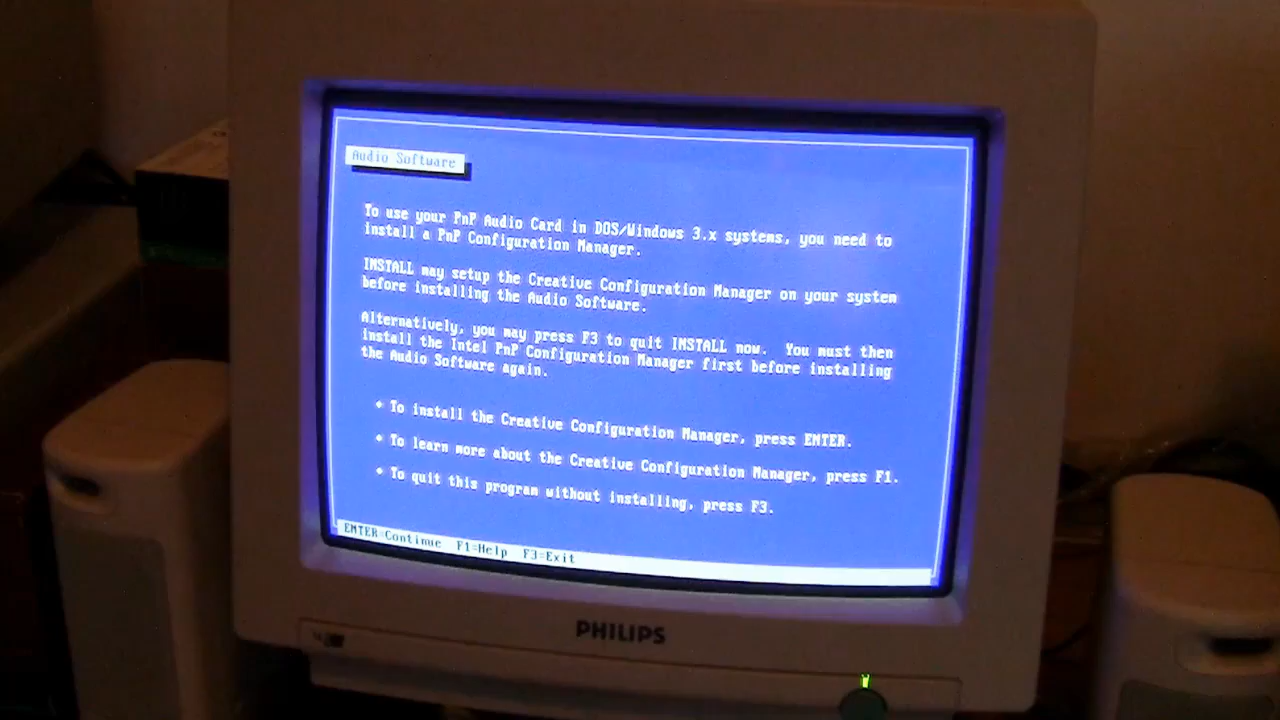 Audio Software
To use your PnP Audio Card in DOS/Windows 3.x systems, you need to
install a PnP Configuration Manager.
INSTALL may setup the Creative Configuration Manager on your system
before installing the Audio Software.
Alternatively, you may press F3 to quit INSTALL now. You must then
install the Intel PnP Configuration Manager first before installing
the Audio Software again.
• To install the Creative Configuration Manager, press ENTER.
• To learn more about the Creative Configuration Manager, press F1.
• To quit this program without installing, press F3.
ENTER=Continue F1=Help F3=Exit
PHILIPS